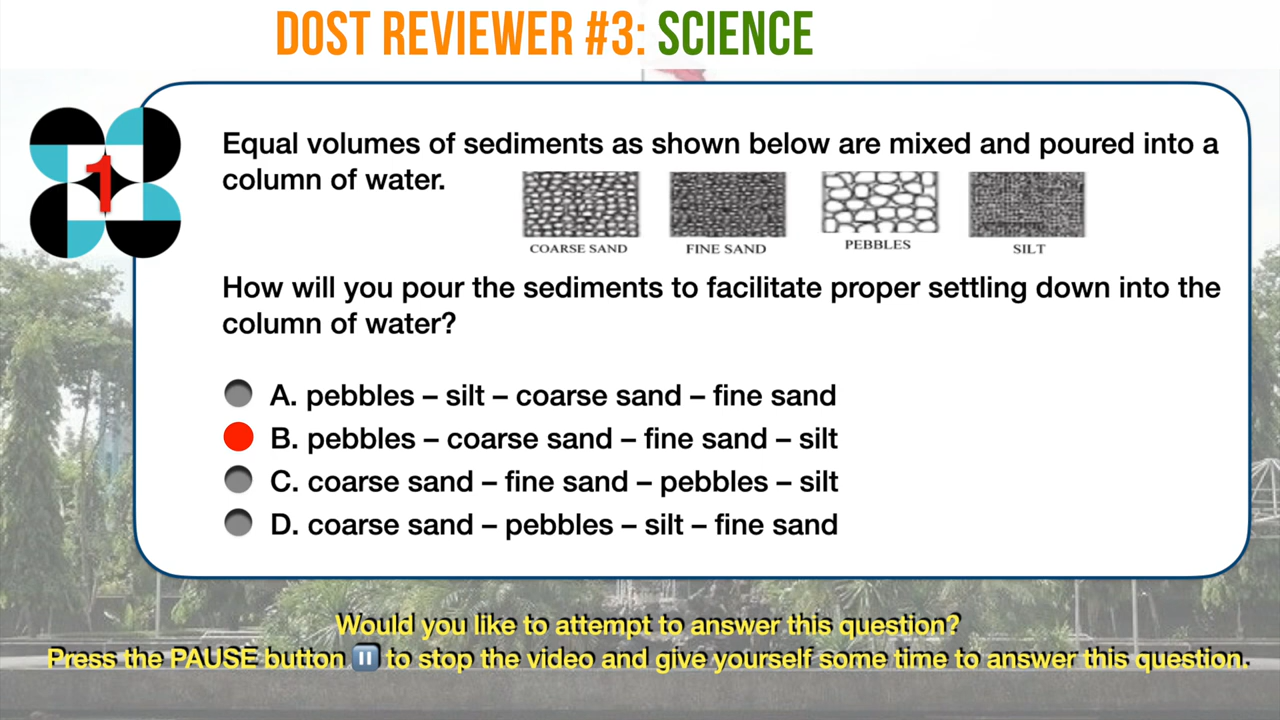 DOST REVIEWER #3: SCIENCE
1
Equal volumes of sediments as shown below are mixed and poured into a
column of water.
COARSE SAND
FINE SAND
PEBBLES
SILT
How will you pour the sediments to facilitate proper settling down into the
column of water?
A. pebbles – silt – coarse sand – fine sand
B. pebbles – coarse sand – fine sand – silt
C. coarse sand – fine sand – pebbles – silt
D. coarse sand – pebbles – silt – fine sand
Would you like to attempt to answer this question?
Press the PAUSE button ⏸ to stop the video and give yourself some time to answer this question.